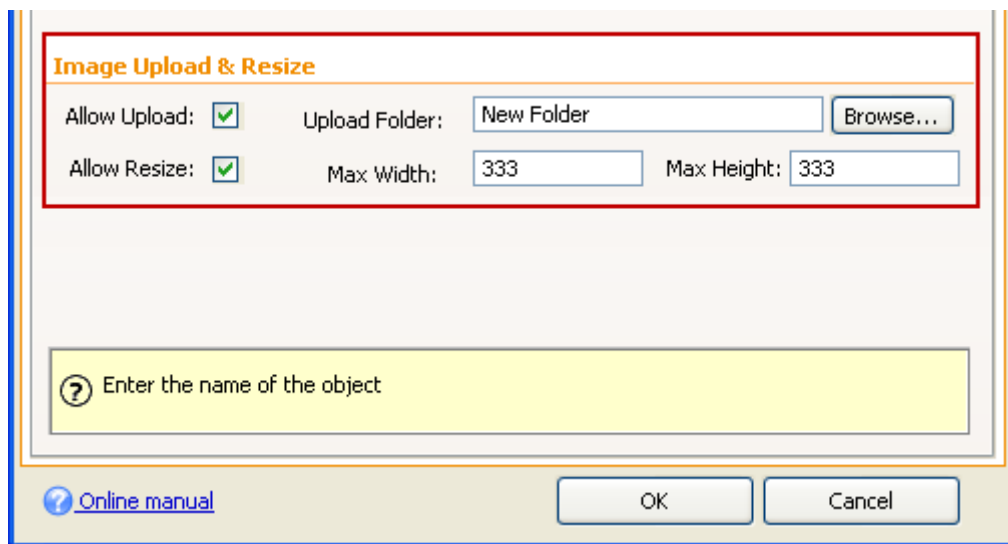 Image Upload & Resize
Allow Upload: Upload Folder: New Folder Browse...
Allow Resize: Max Width: 333 Max Height: 333
? Enter the name of the object
? Online manual OK Cancel